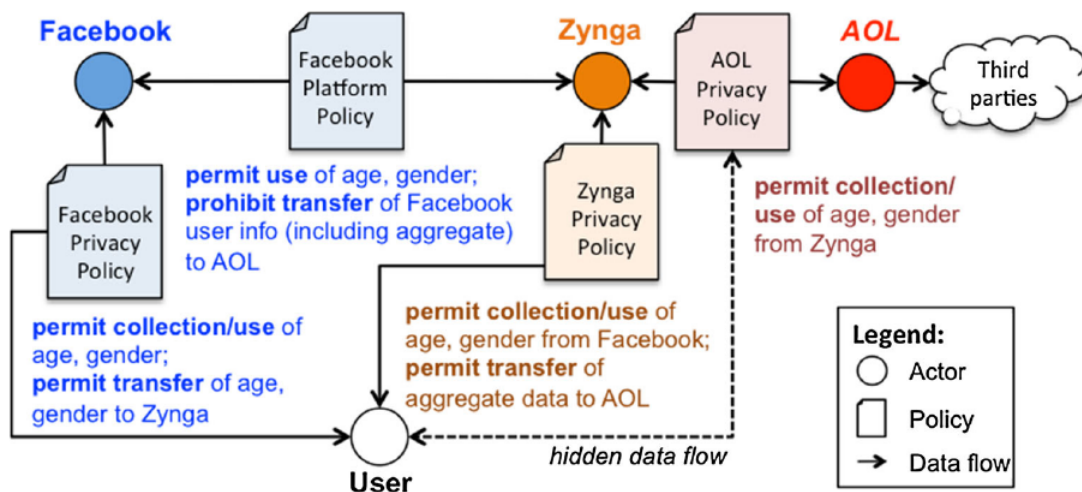 Facebook
Zynga
AOL
Facebook
Platform
Policy
AOL
Privacy
Policy
Third
parties
Facebook
Privacy
Policy
permit use of age, gender;
prohibit transfer of Facebook
user info (including aggregate)
to AOL
Zynga
Privacy
Policy
permit collection/
use of age, gender
from Zynga
permit collection/use of
age, gender;
permit transfer of age,
gender to Zynga
permit collection/use of
age, gender from Facebook;
permit transfer of
aggregate data to AOL
hidden data flow
User
Legend:
Actor
Policy
Data flow